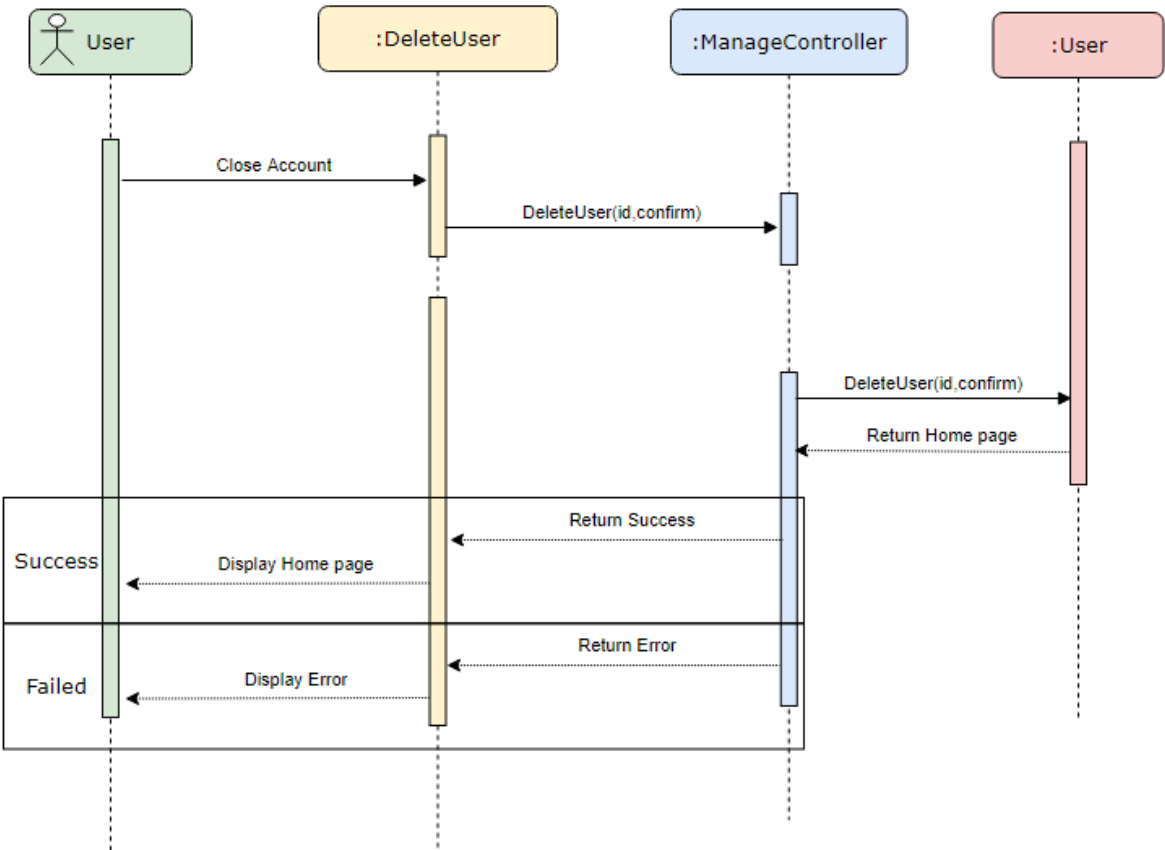 User
:DeleteUser
:ManageController
:User
Close Account
DeleteUser(id,confirm)
DeleteUser(id,confirm)
Return Home page
Return Success
Success
Display Home page
Return Error
Failed
Display Error